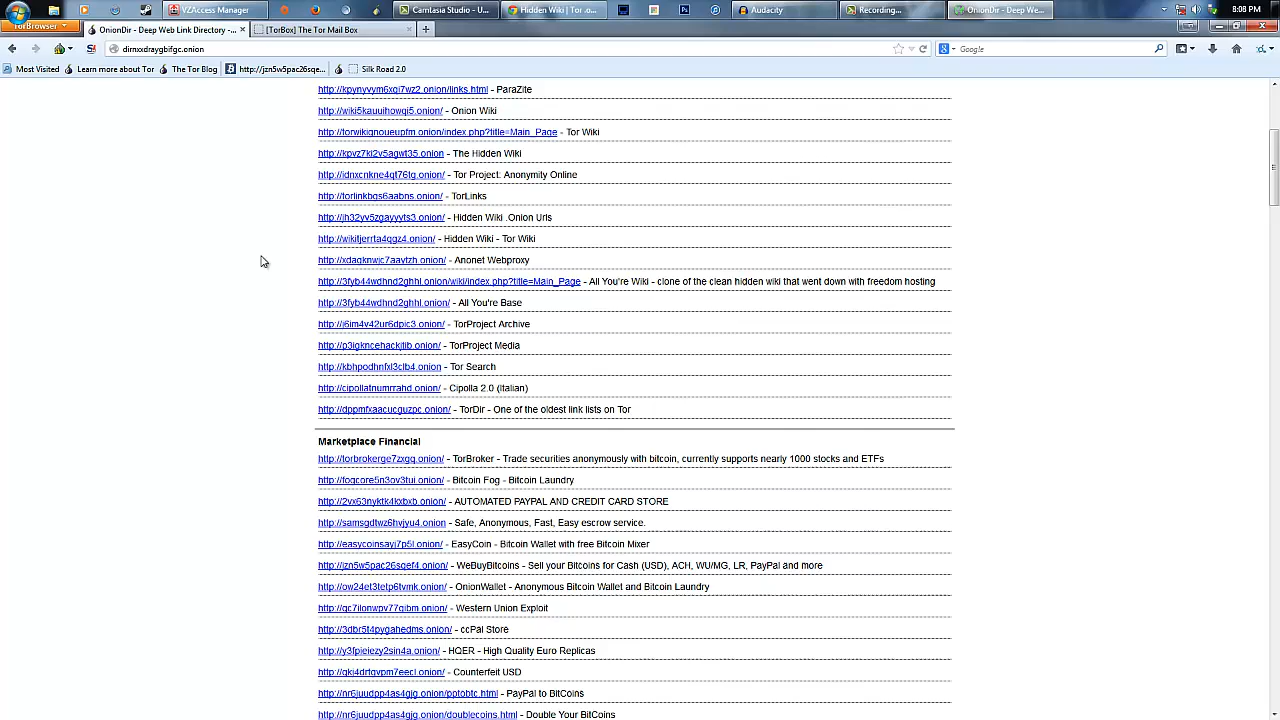 VZAccess Manager
Camtasia Studio - U...
Hidden Wiki | Tor .o...
Audacity
Recording...
OnionDir - Deep We...
8:08 PM
TorBrowser
OnionDir - Deep Web Link Directory -...
[TorBox] The Tor Mail Box
dirnxxdraygbifgc.onion
Google
Most Visited
Learn more about Tor
The Tor Blog
http://jzn5w5pac26sqe...
Silk Road 2.0
http://kpynyvym6xqi7wz2.onion/links.html - ParaZite
http://wiki5kauuihowqi5.onion/ - Onion Wiki
http://torwikignoueupfm.onion/index.php?title=Main_Page - Tor Wiki
http://kpvz7ki2v5agwt35.onion - The Hidden Wiki
http://idnxcnkne4qt76tg.onion/ - Tor Project: Anonymity Online
http://torlinkbgs6aabns.onion/ - TorLinks
http://jh32yv5zgayyyts3.onion/ - Hidden Wiki .Onion Urls
http://wikitjerrta4qgz4.onion/ - Hidden Wiki - Tor Wiki
http://xdagknwjc7aaytzh.onion/ - Anonet Webproxy
http://3fyb44wdhnd2ghhl.onion/wiki/index.php?title=Main_Page - All You're Wiki - clone of the clean hidden wiki that went down with freedom hosting
http://3fyb44wdhnd2ghhl.onion/ - All You're Base
http://j6im4v42ur6dpic3.onion/ - TorProject Archive
http://p3igkncehackjtib.onion/ - TorProject Media
http://kbhpodhnfxl3clb4.onion - Tor Search
http://cipollatnumrrahd.onion/ - Cipolla 2.0 (Italian)
http://dppmfxaacucguzpc.onion/ - TorDir - One of the oldest link lists on Tor
Marketplace Financial
http://torbrokerge7zxgq.onion/ - TorBroker - Trade securities anonymously with bitcoin, currently supports nearly 1000 stocks and ETFs
http://fogcore5n3ov3tui.onion/ - Bitcoin Fog - Bitcoin Laundry
http://2vx63nyktk4kxbxb.onion/ - AUTOMATED PAYPAL AND CREDIT CARD STORE
http://samsgdtwz6hvjyu4.onion - Safe, Anonymous, Fast, Easy escrow service.
http://easycoinsayj7p5l.onion/ - EasyCoin - Bitcoin Wallet with free Bitcoin Mixer
http://jzn5w5pac26sqef4.onion/ - WeBuyBitcoins - Sell your Bitcoins for Cash (USD), ACH, WU/MG, LR, PayPal and more
http://ow24et3tetp6tvmk.onion/ - OnionWallet - Anonymous Bitcoin Wallet and Bitcoin Laundry
http://qc7ilonwpv77qibm.onion/ - Western Union Exploit
http://3dbr5t4pygahedms.onion/ - ccPal Store
http://y3fpieiezy2sin4a.onion/ - HQER - High Quality Euro Replicas
http://qkj4drtgvpm7eecl.onion/ - Counterfeit USD
http://nr6juudpp4as4gjg.onion/pptobtc.html - PayPal to BitCoins
http://nr6juudpp4as4gjg.onion/doublecoins.html - Double Your BitCoins